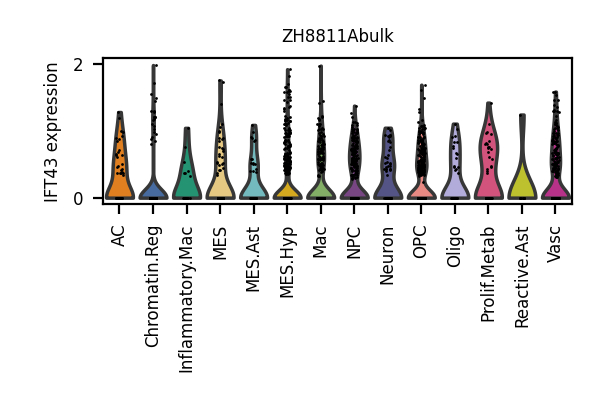 ZH8811Abulk
IFT43 expression
2
0
AC
Chromatin.Reg
Inflammatory.Mac
MES
MES.Ast
MES.Hyp
Mac
NPC
Neuron
OPC
Oligo
Prolif.Metab
Reactive.Ast
Vasc